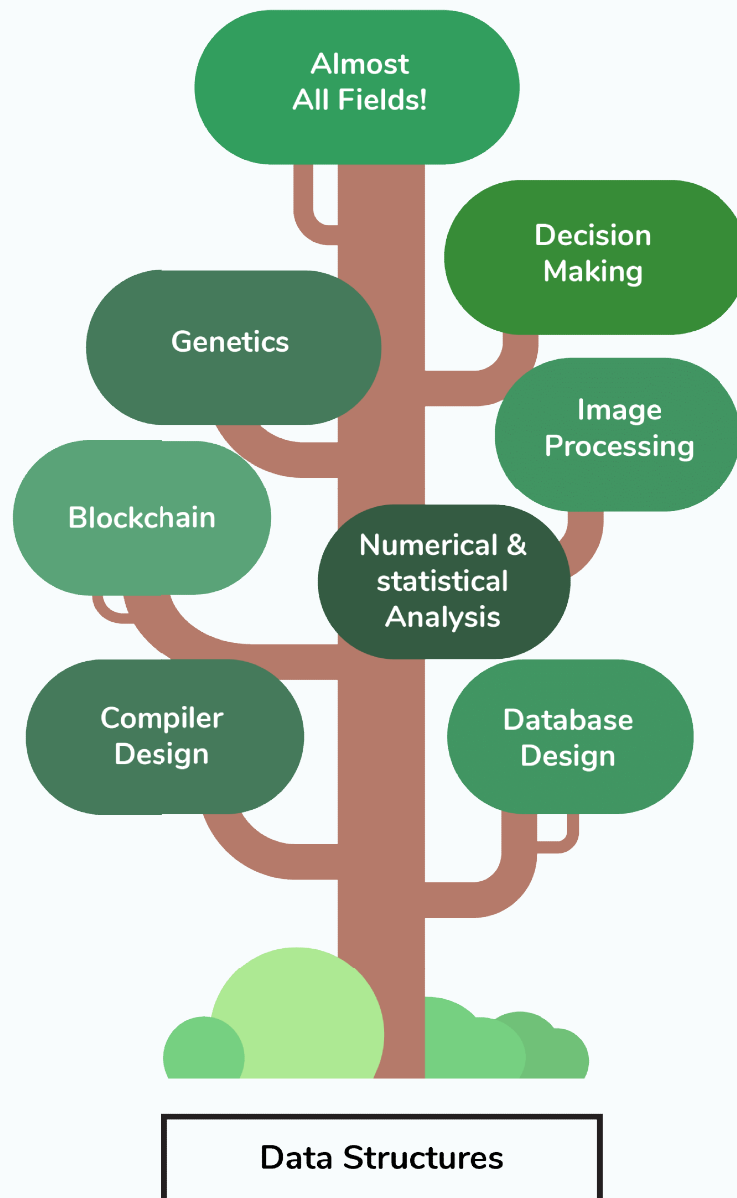 Almost
All Fields!
Decision
Making
Genetics
Image
Processing
Blockchain
Numerical &
statistical
Analysis
Compiler
Design
Database
Design
Data Structures